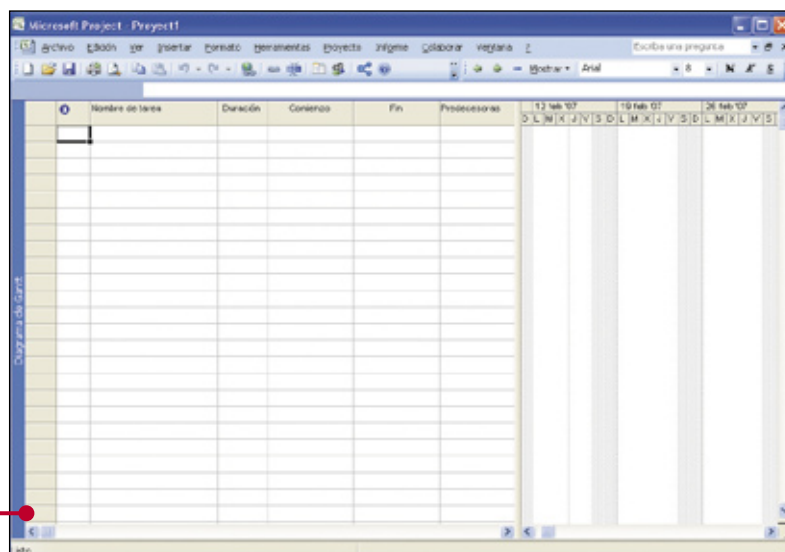 Microsoft Project - Proyect1
Archivo Edición Ver Insertar Formato Herramientas Proyecto Informe Colaborar Ventana ?
Escriba una pregunta
Mostrar Arial 8 N K S
Nombre de tarea Duración Comienzo Fin Predecesoras
12 feb '07 19 feb '07 26 feb '07
D L M X J V S D L M X J V S D L M X J V S
Diagrama de Gantt
Listo